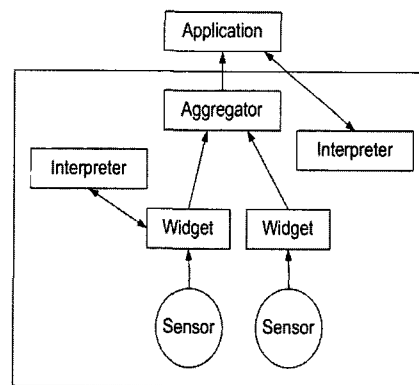 Application
Aggregator
Interpreter
Interpreter
Widget
Widget
Sensor
Sensor